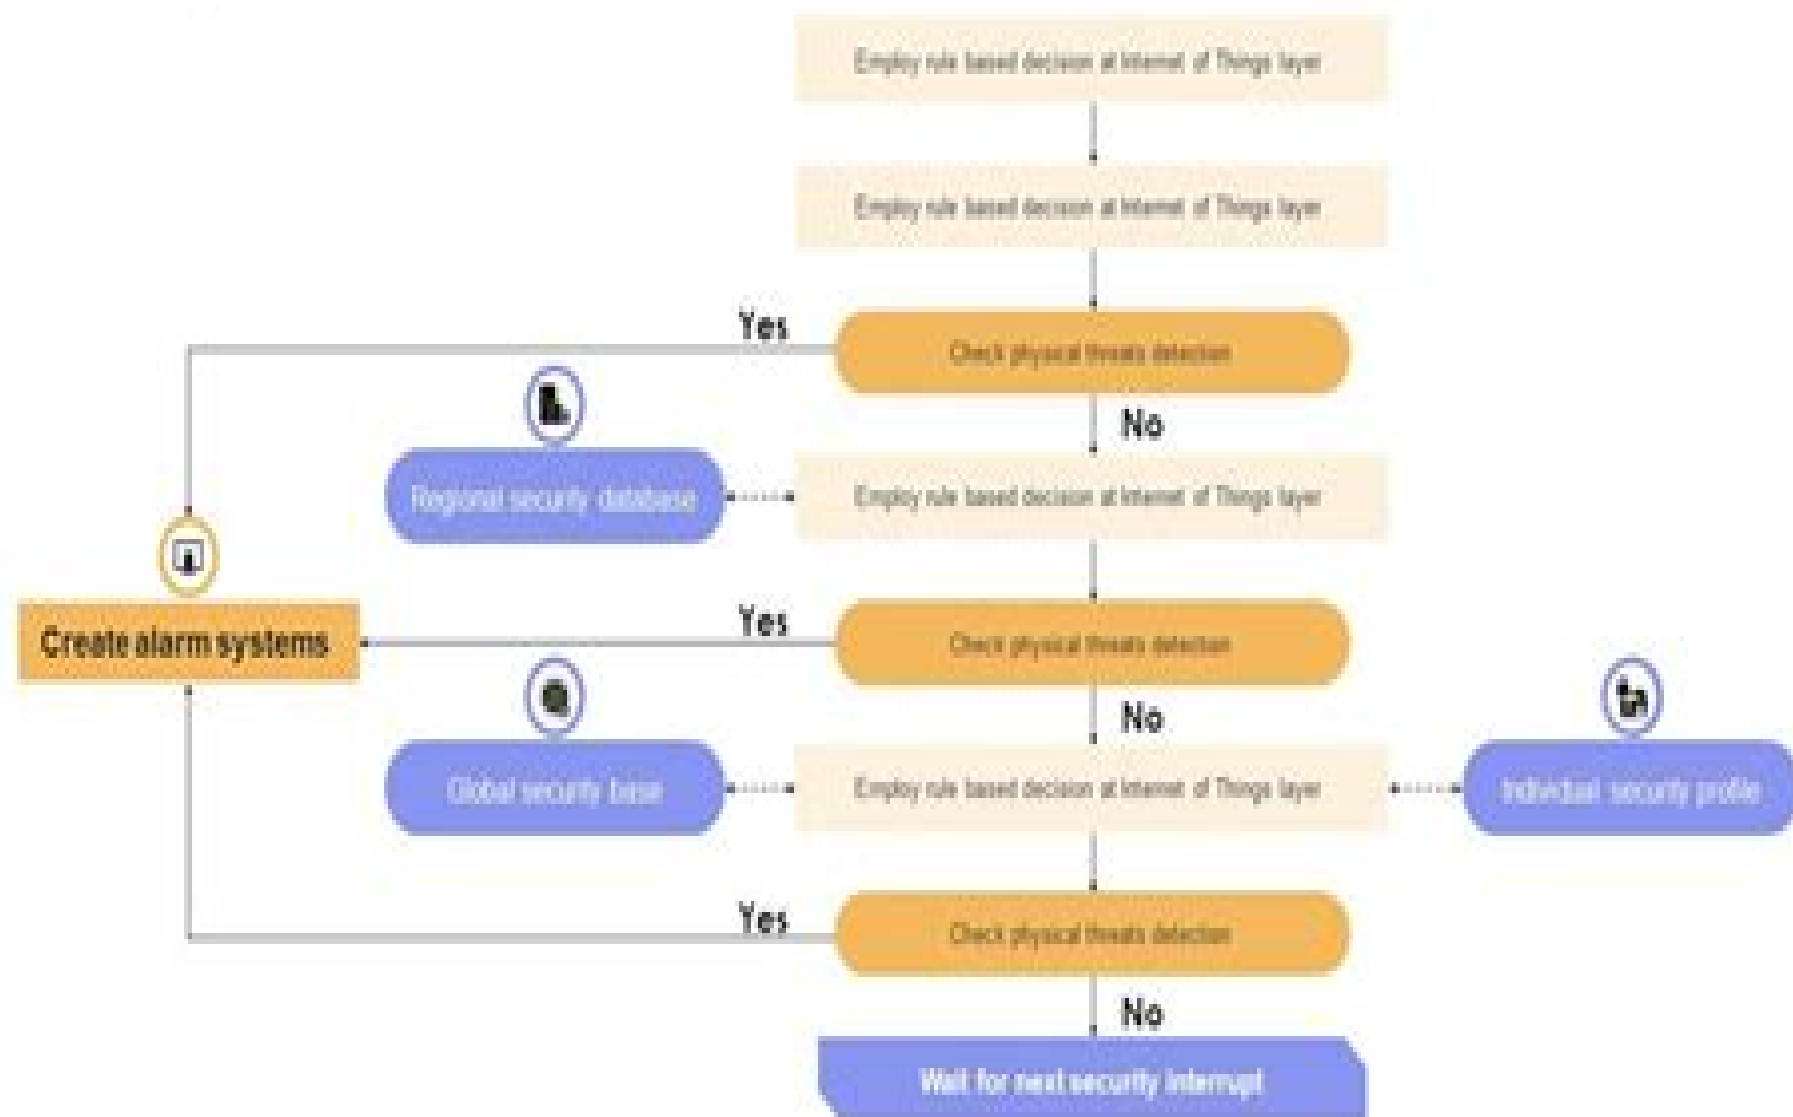 Employ rule based decision at Internet of Things layer
Employ rule based decision at Internet of Things layer
Yes
Check physical threats detection
No
Regional security database
Employ rule based decision at Internet of Things layer
Create alarm systems
Yes
Check physical threats detection
No
Global security base
Employ rule based decision at Internet of Things layer
Individual security profile
Yes
Check physical threats detection
No
Wait for next security interrupt